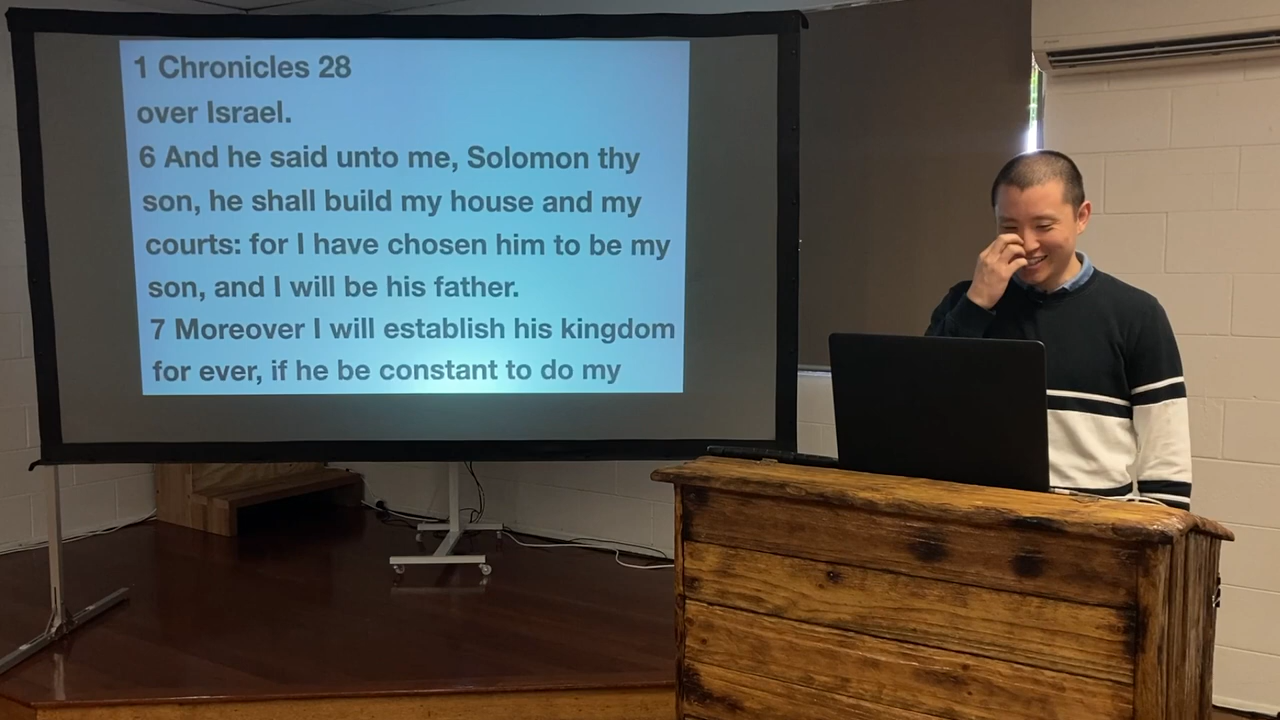 1 Chronicles 28
over Israel.
6 And he said unto me, Solomon thy
son, he shall build my house and my
courts: for I have chosen him to be my
son, and I will be his father.
7 Moreover I will establish his kingdom
for ever, if he be constant to do my